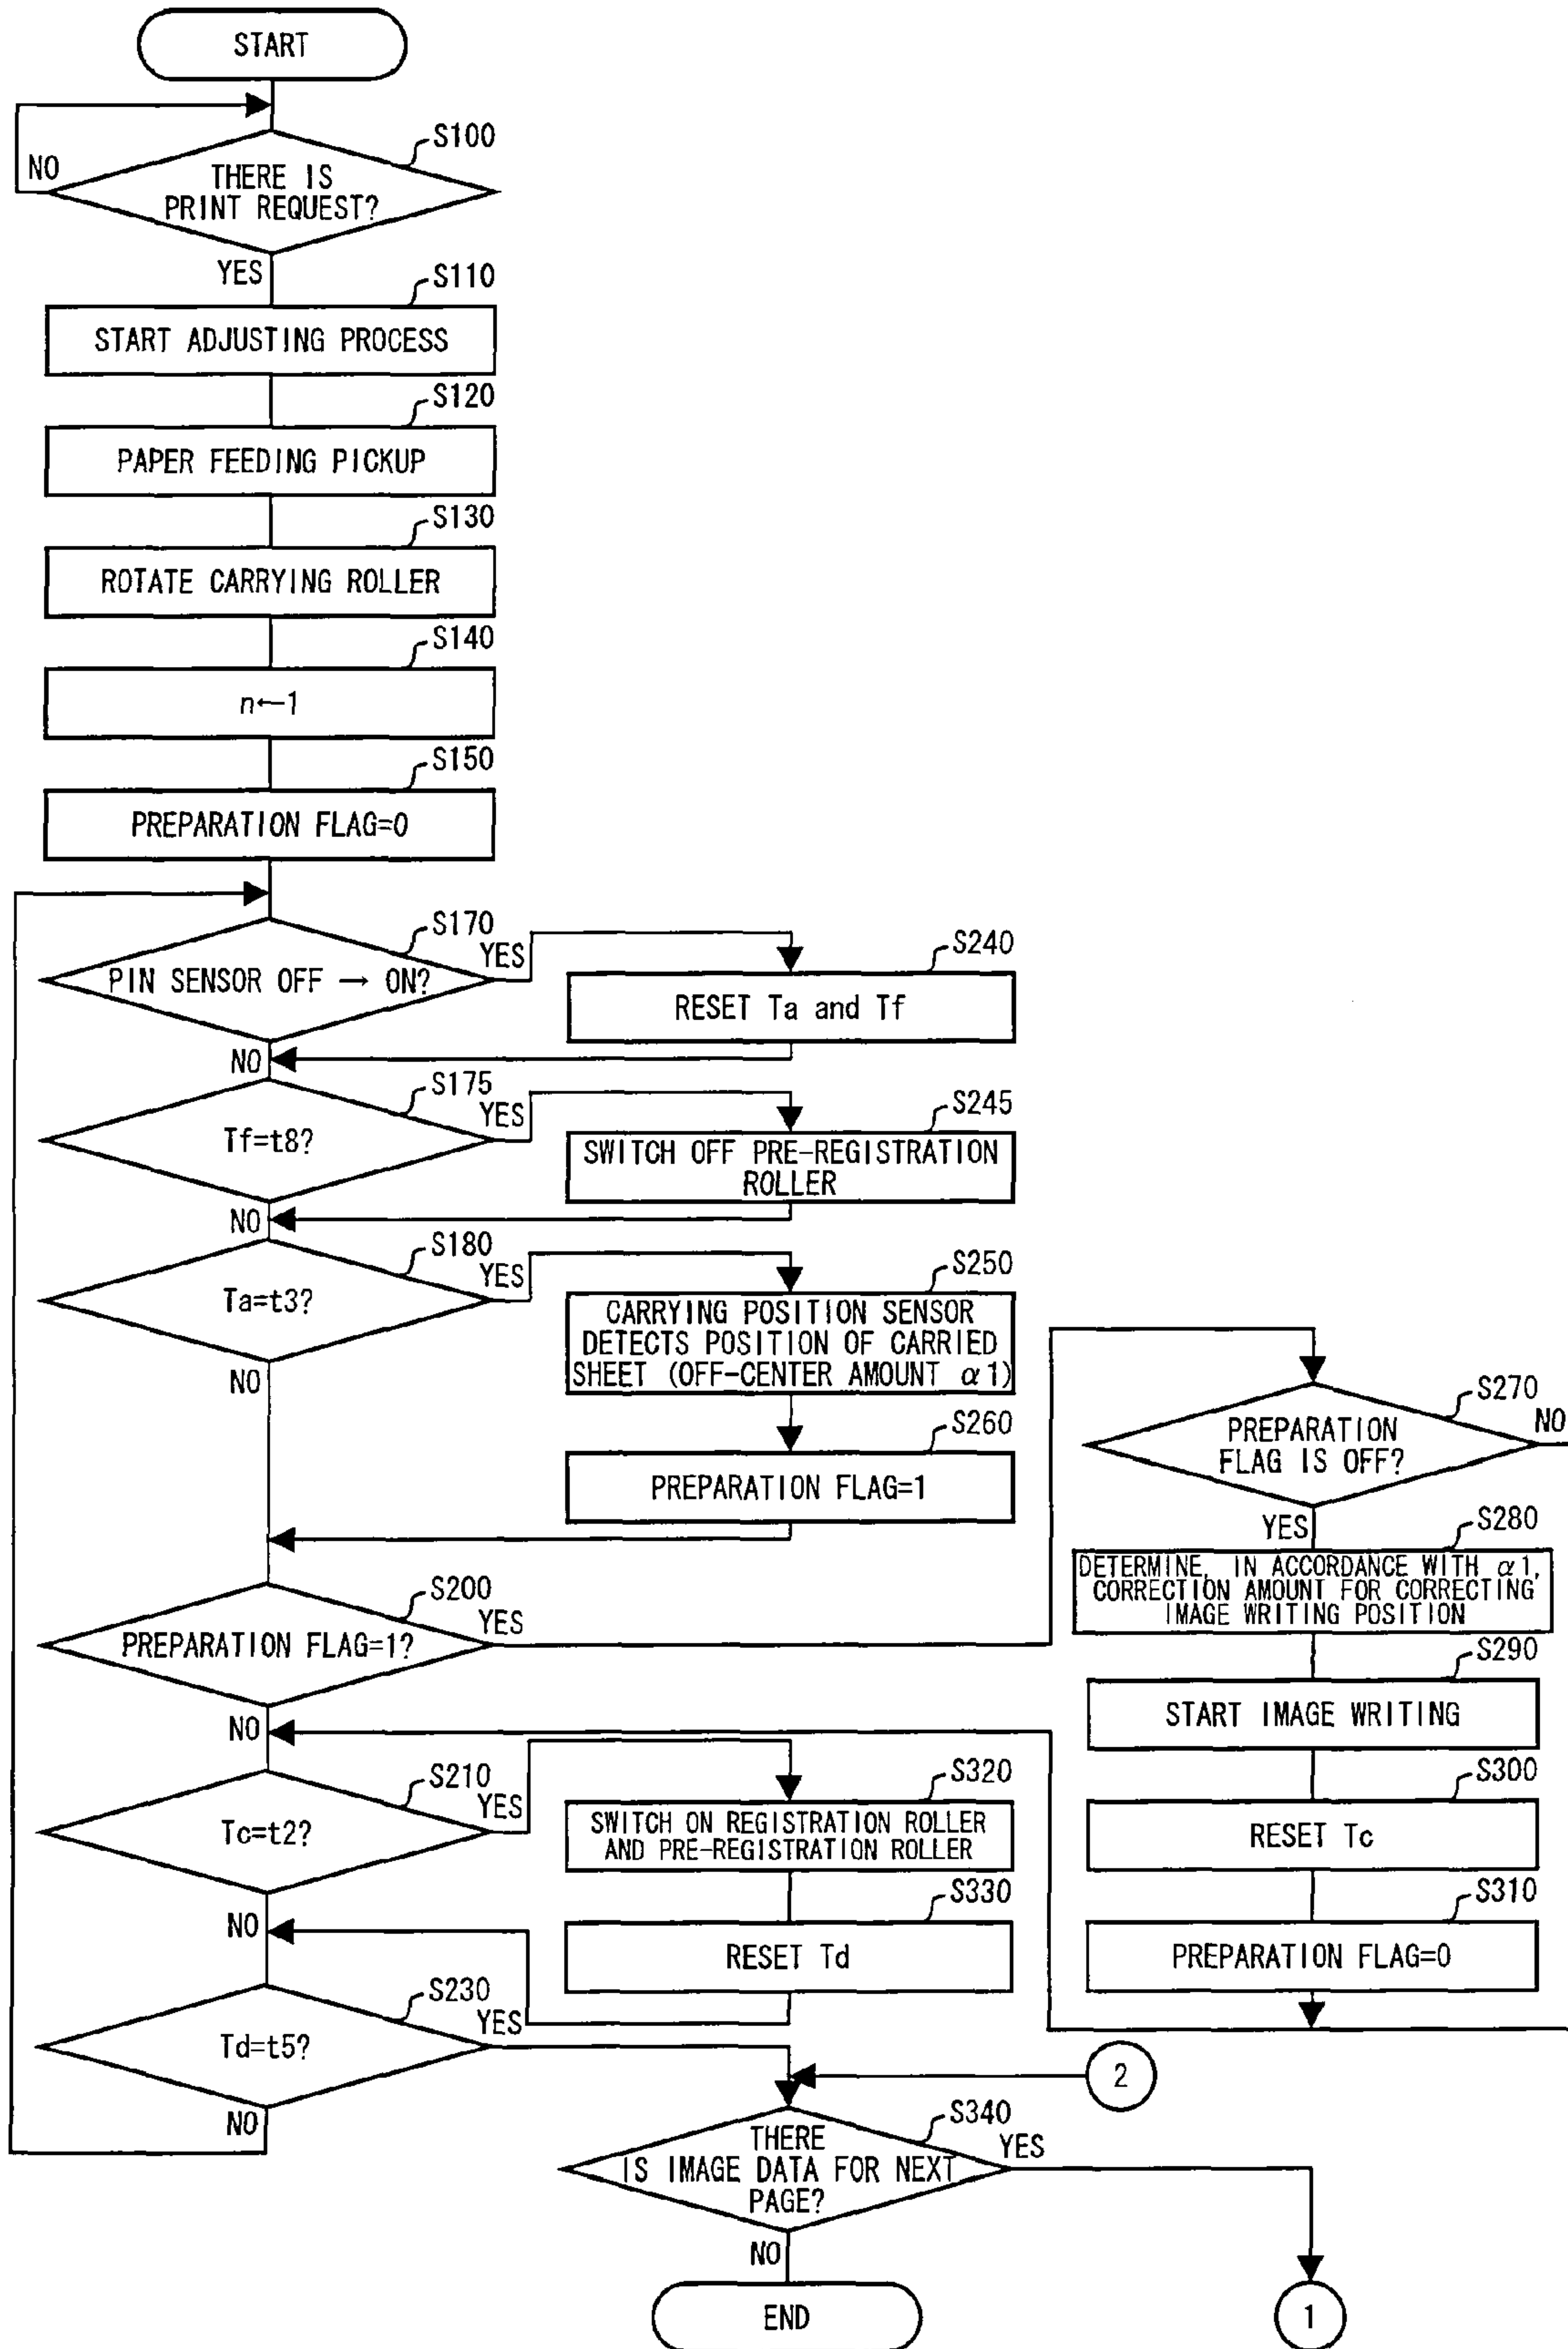 START
S100
NO
THERE IS
PRINT REQUEST?
YES
S110
START ADJUSTING PROCESS
S120
PAPER FEEDING PICKUP
S130
ROTATE CARRYING ROLLER
S140
n←1
S150
PREPARATION FLAG=0
S170
YES
PIN SENSOR OFF → ON?
NO
S240
RESET Ta and Tf
S175
YES
Tf=t8?
NO
S245
SWITCH OFF PRE-REGISTRATION
ROLLER
S180
YES
Ta=t3?
NO
S250
CARRYING POSITION SENSOR
DETECTS POSITION OF CARRIED
SHEET (OFF-CENTER AMOUNT α1)
S260
PREPARATION FLAG=1
S200
YES
PREPARATION FLAG=1?
NO
S270
NO
PREPARATION
FLAG IS OFF?
YES
S280
DETERMINE, IN ACCORDANCE WITH α1,
CORRECTION AMOUNT FOR CORRECTING
IMAGE WRITING POSITION
S290
START IMAGE WRITING
S300
RESET Tc
S310
PREPARATION FLAG=0
S210
YES
Tc=t2?
NO
S320
SWITCH ON REGISTRATION ROLLER
AND PRE-REGISTRATION ROLLER
S330
RESET Td
S230
YES
Td=t5?
NO
2
S340
THERE
IS IMAGE DATA FOR NEXT
PAGE?
YES
NO
END
1